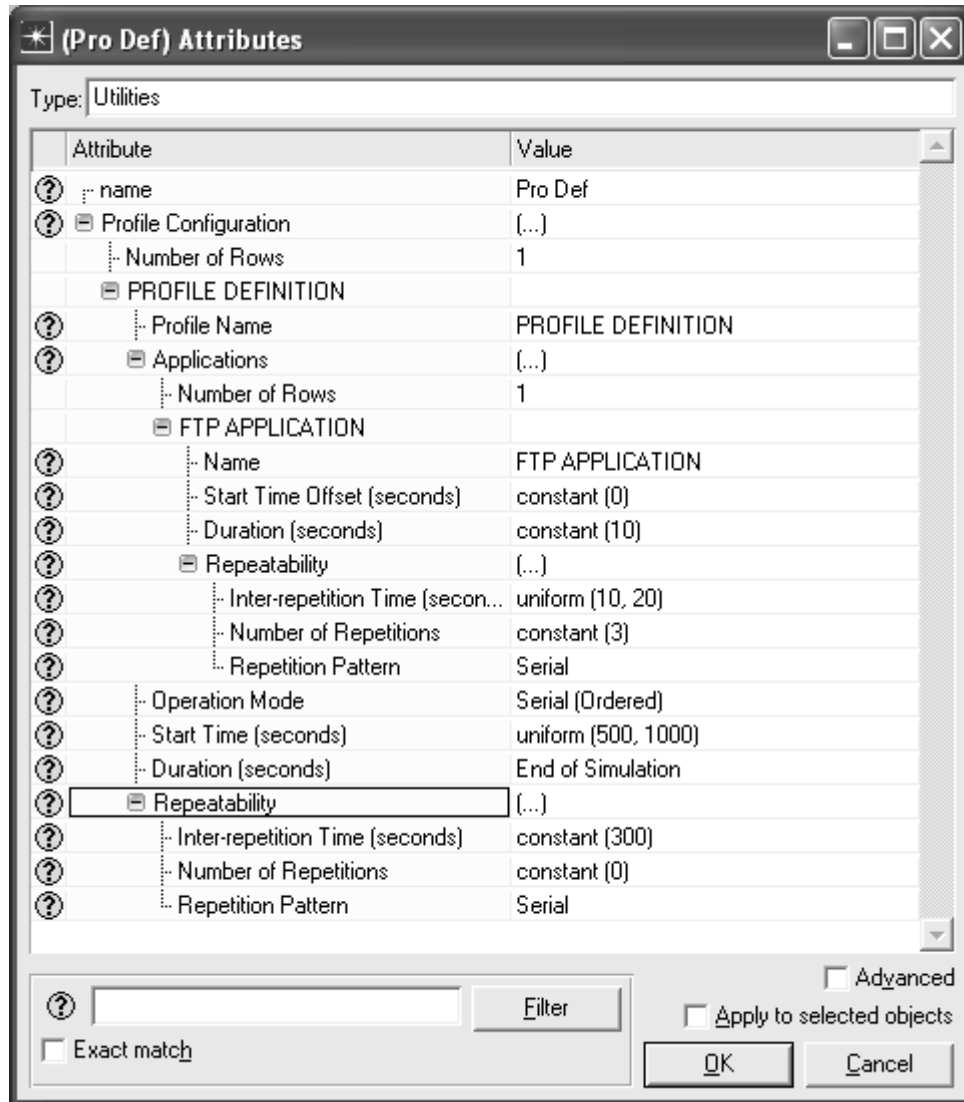 (Pro Def) Attributes
Type: Utilities
Attribute Value
name Pro Def
Profile Configuration (...)
Number of Rows 1
PROFILE DEFINITION
Profile Name PROFILE DEFINITION
Applications (...)
Number of Rows 1
FTP APPLICATION
Name FTP APPLICATION
Start Time Offset (seconds) constant (0)
Duration (seconds) constant (10)
Repeatability (...)
Inter-repetition Time (secon... uniform (10, 20)
Number of Repetitions constant (3)
Repetition Pattern Serial
Operation Mode Serial (Ordered)
Start Time (seconds) uniform (500, 1000)
Duration (seconds) End of Simulation
Repeatability (...)
Inter-repetition Time (seconds) constant (300)
Number of Repetitions constant (0)
Repetition Pattern Serial
Advanced
Filter
Apply to selected objects
Exact match
OK Cancel